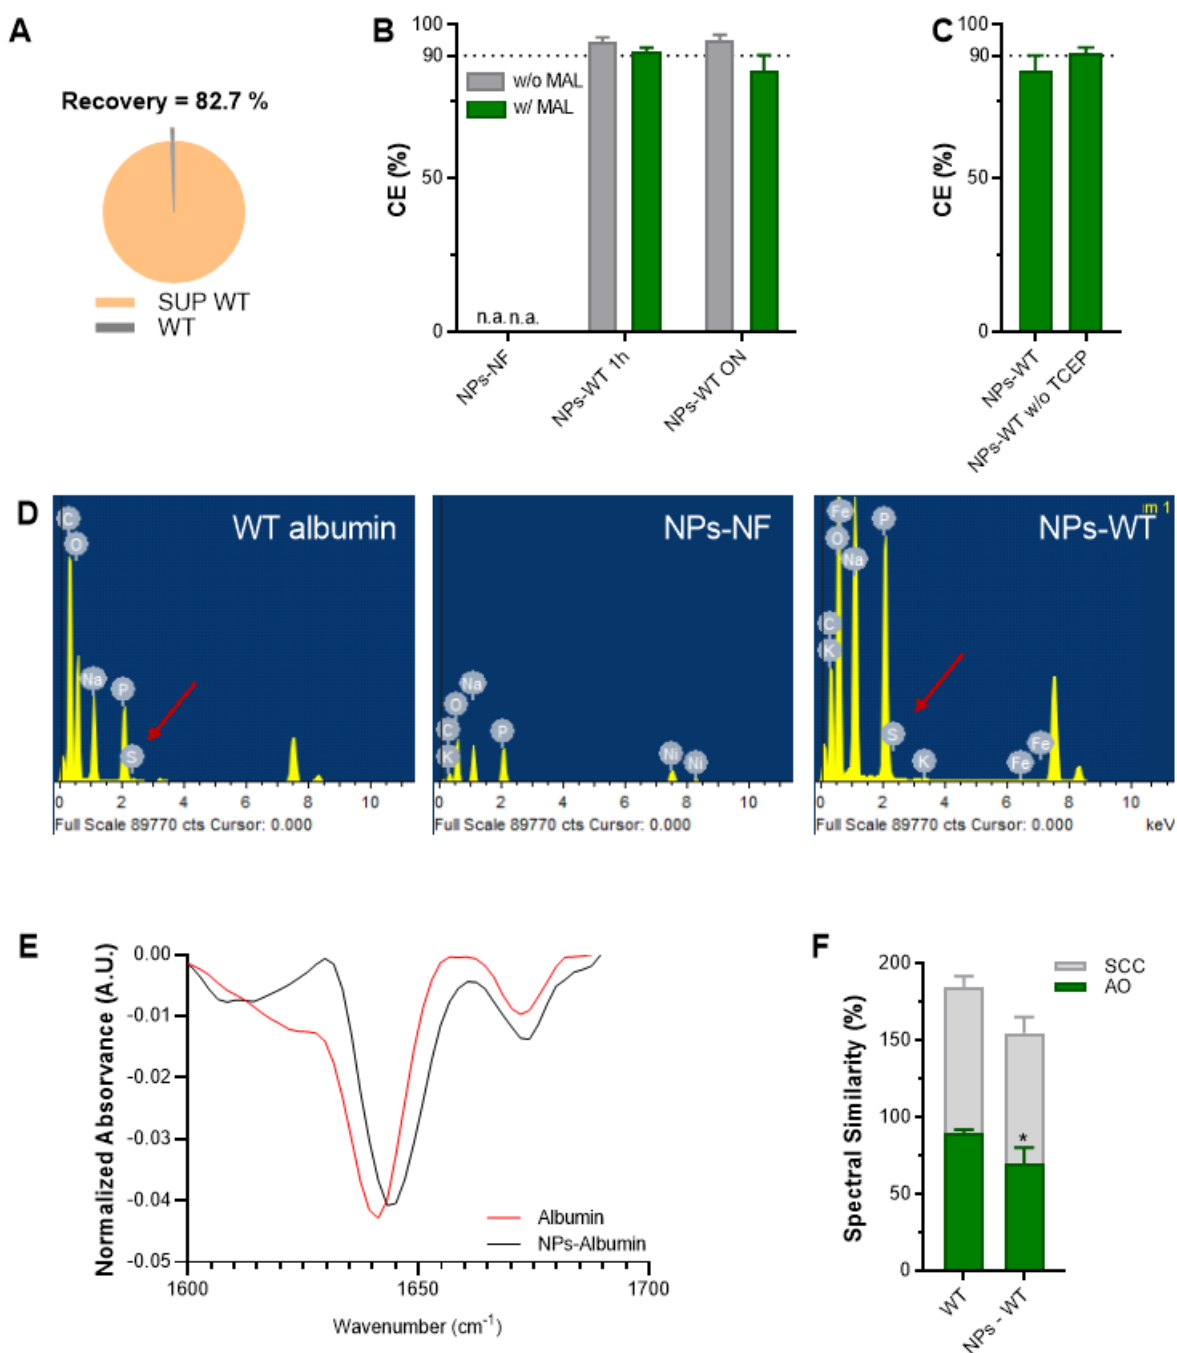 A
Recovery = 82.7 %
SUP WT
WT
B
CE (%)
100
90
50
0
w/o MAL
w/ MAL
n.a. n.a.
NPs-NF
NPs-WT 1h
NPs-WT ON
C
CE (%)
100
90
50
0
NPs-WT
NPs-WT w/o TCEP
D
WT albumin
C
O
Na
P
S
0 2 4 6 8 10
Full Scale 89770 cts Cursor: 0.000
NPs-NF
Na
O
C
K
P
Ni
Ni
0 2 4 6 8 10
Full Scale 89770 cts Cursor: 0.000
m 1
NPs-WT
Fe
O
Na
P
C
K
S
K
Fe
Fe
0 2 4 6 8 10
Full Scale 89770 cts Cursor: 0.000 keV
E
Normalized Absorvance (A.U.)
0.00
-0.01
-0.02
-0.03
-0.04
-0.05
1600 1650 1700
Wavenumber (cm-1)
Albumin
NPs-Albumin
F
Spectral Similarity (%)
200
150
100
50
0
SCC
AO
*
WT
NPs - WT